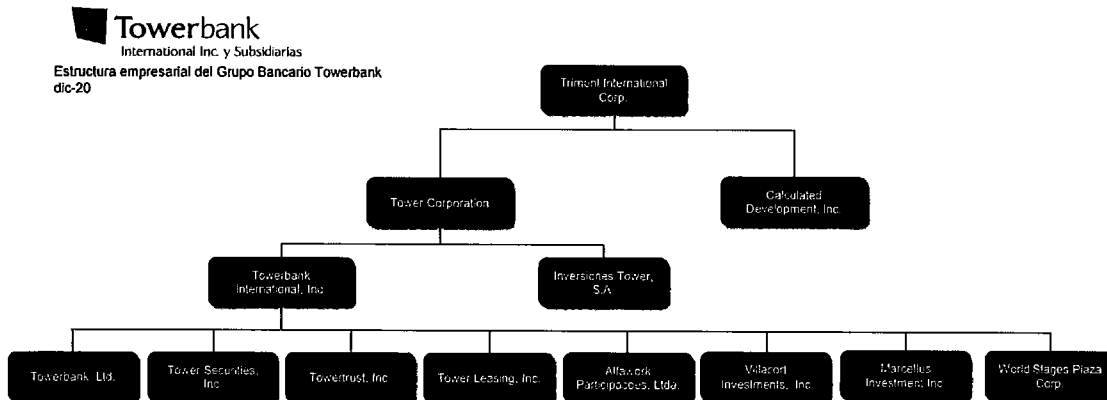 Towerbank
International Inc. y Subsidiarias
Estructura empresarial del Grupo Bancario Towerbank
dic-20
Trimont International
Corp.
Tower Corporation
Calculated
Development, Inc.
Towerbank
International, Inc
Inversiones Tower,
S.A
Towerbank Ltd.
Tower Securities,
Inc
Towertrust, Inc
Tower Leasing, Inc.
Alfawork
Participacoes, Ltda.
Villacort
Investments, Inc
Marcellus
Investment Inc
World Stages Plaza
Corp.